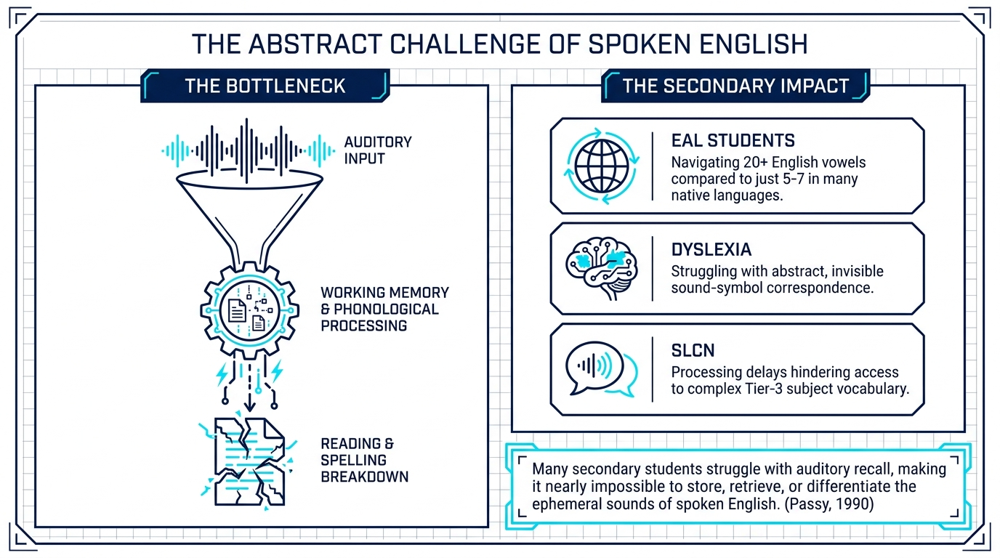 THE ABSTRACT CHALLENGE OF SPOKEN ENGLISH
THE BOTTLENECK
AUDITORY
INPUT
WORKING MEMORY
& PHONOLOGICAL
PROCESSING
READING &
SPELLING
BREAKDOWN
THE SECONDARY IMPACT
EAL STUDENTS
Navigating 20+ English vowels
compared to just 5-7 in many
native languages.
DYSLEXIA
Struggling with abstract, invisible
sound-symbol correspondence.
SLCN
Processing delays hindering access
to complex Tier-3 subject vocabulary.
Many secondary students struggle with auditory recall, making
it nearly impossible to store, retrieve, or differentiate the
ephemeral sounds of spoken English. (Passy, 1990)